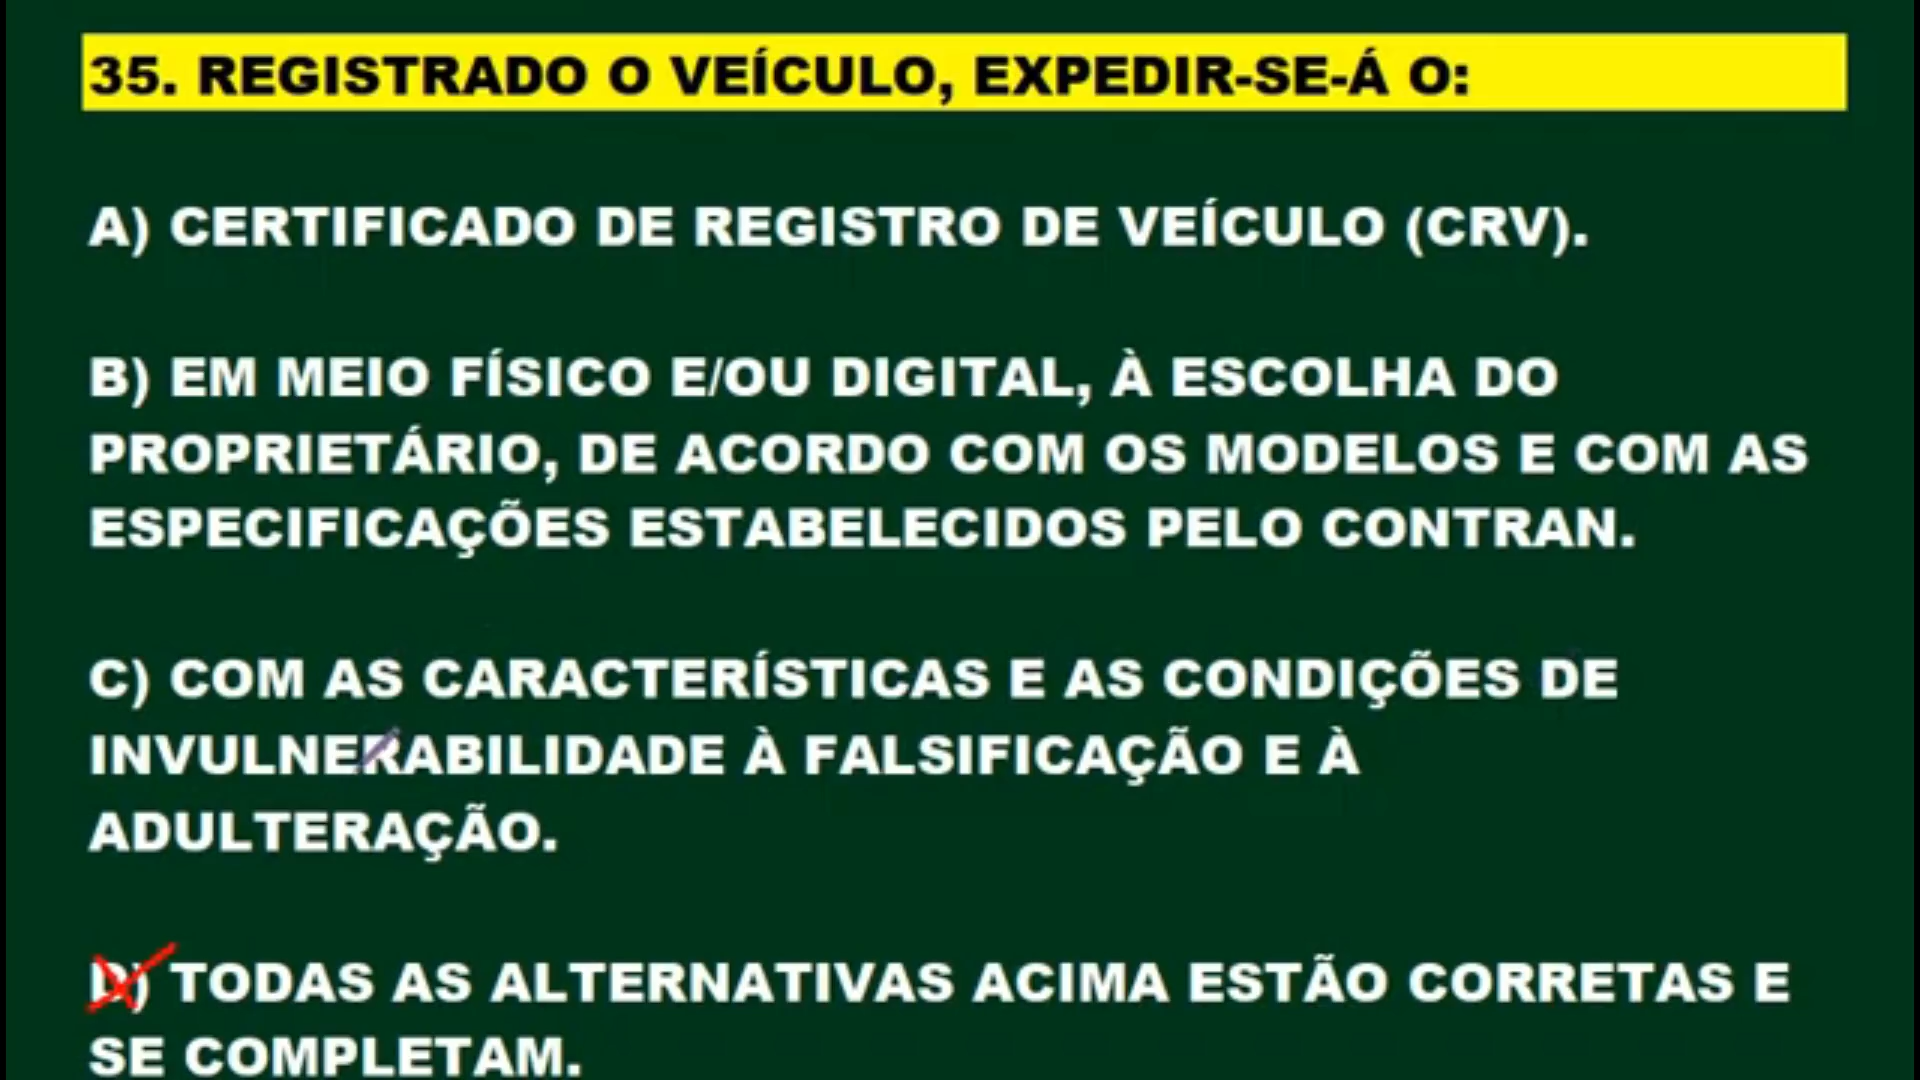 35. REGISTRADO O VEÍCULO, EXPEDIR-SE-Á O:
A) CERTIFICADO DE REGISTRO DE VEÍCULO (CRV).
B) EM MEIO FÍSICO E/OU DIGITAL, À ESCOLHA DO
PROPRIETÁRIO, DE ACORDO COM OS MODELOS E COM AS
ESPECIFICAÇÕES ESTABELECIDOS PELO CONTRAN.
C) COM AS CARACTERÍSTICAS E AS CONDIÇÕES DE
INVULNERABILIDADE À FALSIFICAÇÃO E À
ADULTERAÇÃO.
D) TODAS AS ALTERNATIVAS ACIMA ESTÃO CORRETAS E
SE COMPLETAM.